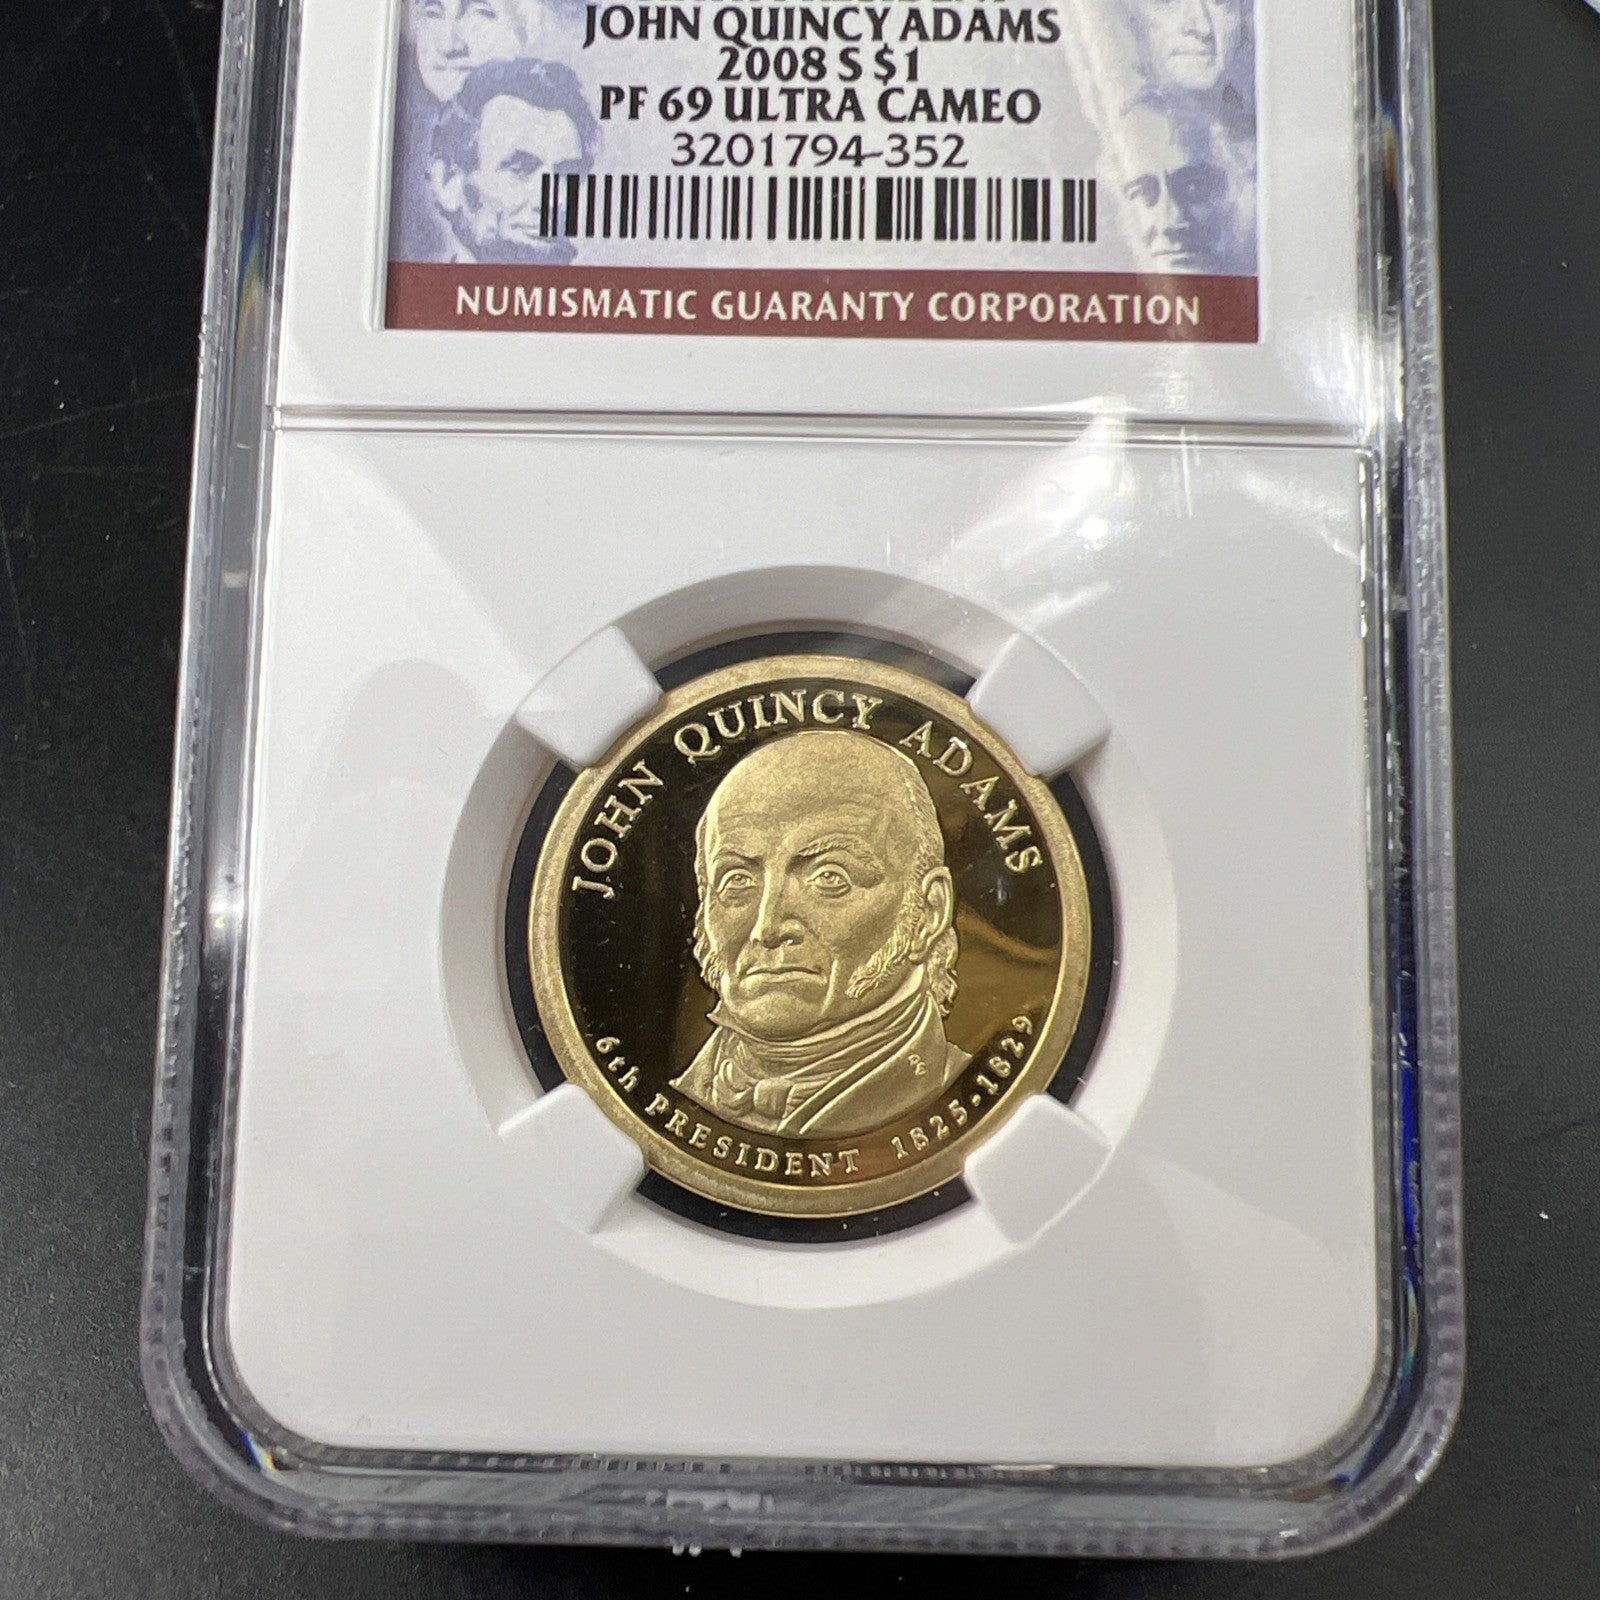 PRESIDENT
JOHN QUINCY ADAMS
2008 S $1
PF 69 ULTRA CAMEO
3201794-352
NUMISMATIC GUARANTY CORPORATION
JOHN QUINCY ADAMS
6th PRESIDENT 1825-1829